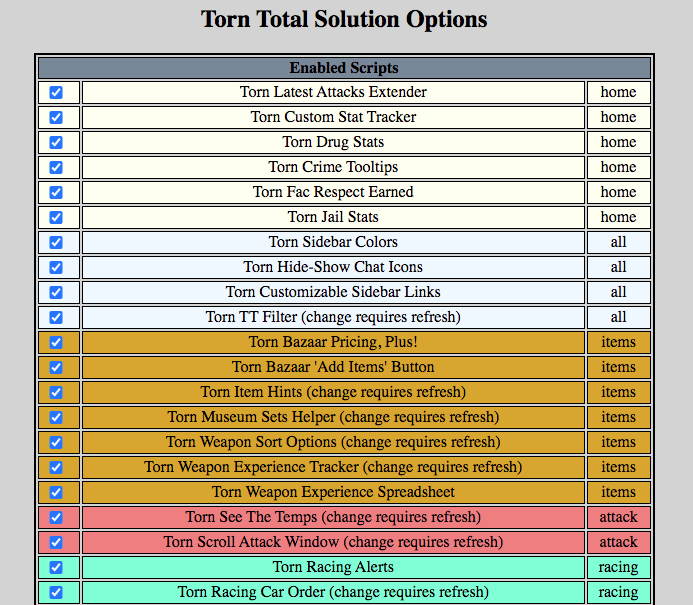 Torn Total Solution Options
Enabled Scripts
Torn Latest Attacks Extender home
Torn Custom Stat Tracker home
Torn Drug Stats home
Torn Crime Tooltips home
Torn Fac Respect Earned home
Torn Jail Stats home
Torn Sidebar Colors all
Torn Hide-Show Chat Icons all
Torn Customizable Sidebar Links all
Torn TT Filter (change requires refresh) all
Torn Bazaar Pricing, Plus! items
Torn Bazaar 'Add Items' Button items
Torn Item Hints (change requires refresh) items
Torn Museum Sets Helper (change requires refresh) items
Torn Weapon Sort Options (change requires refresh) items
Torn Weapon Experience Tracker (change requires refresh) items
Torn Weapon Experience Spreadsheet items
Torn See The Temps (change requires refresh) attack
Torn Scroll Attack Window (change requires refresh) attack
Torn Racing Alerts racing
Torn Racing Car Order (change requires refresh) racing